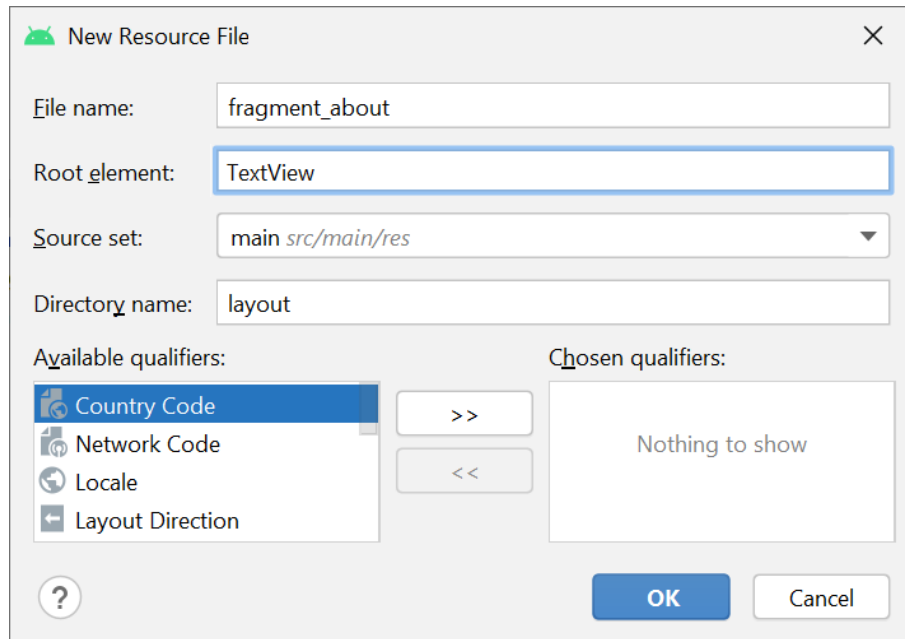 New Resource File
File name: fragment_about
Root element: TextView
Source set: main src/main/res
Directory name: layout
Available qualifiers: Chosen qualifiers:
Country Code
Network Code
Locale
Layout Direction
>>
<<
Nothing to show
? OK Cancel